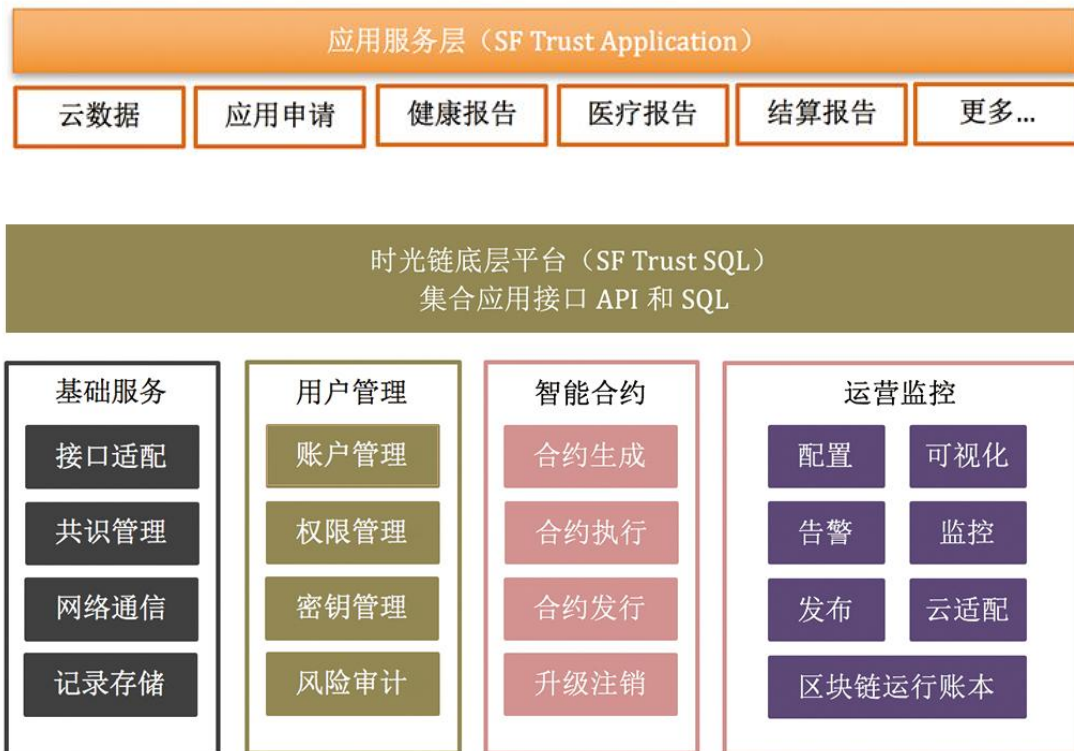 应用服务层（SF Trust Application）
云数据
应用申请
健康报告
医疗报告
结算报告
更多...
时光链底层平台（SF Trust SQL）
集合应用接口 API 和 SQL
基础服务
接口适配
共识管理
网络通信
记录存储
用户管理
账户管理
权限管理
密钥管理
风险审计
智能合约
合约生成
合约执行
合约发行
升级注销
运营监控
配置
可视化
告警
监控
发布
云适配
区块链运行账本